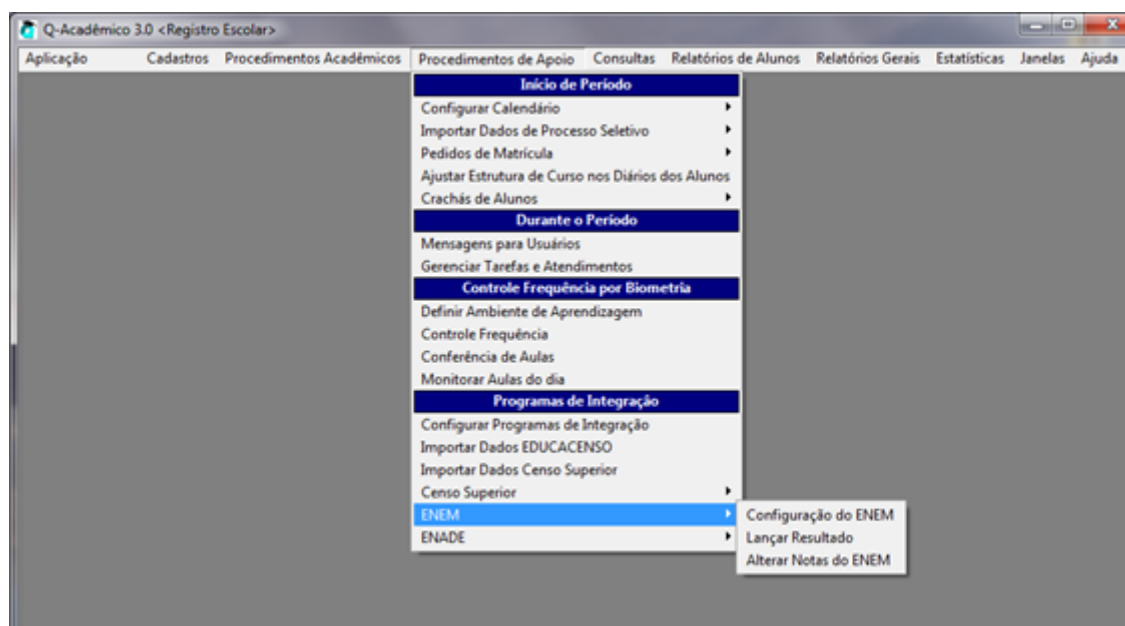 Q-Acadêmico 3.0 <Registro Escolar>
Aplicação Cadastros Procedimentos Acadêmicos Procedimentos de Apoio Consultas Relatórios de Alunos Relatórios Gerais Estatísticas Janelas Ajuda
Início de Período
Configurar Calendário
Importar Dados de Processo Seletivo
Pedidos de Matrícula
Ajustar Estrutura de Curso nos Diários dos Alunos
Crachás de Alunos
Durante o Período
Mensagens para Usuários
Gerenciar Tarefas e Atendimentos
Controle Frequência por Biometria
Definir Ambiente de Aprendizagem
Controle Frequência
Conferência de Aulas
Monitorar Aulas do dia
Programas de Integração
Configurar Programas de Integração
Importar Dados EDUCACENSO
Importar Dados Censo Superior
Censo Superior
ENEM
Configuração do ENEM
ENADE
Lançar Resultado
Alterar Notas do ENEM